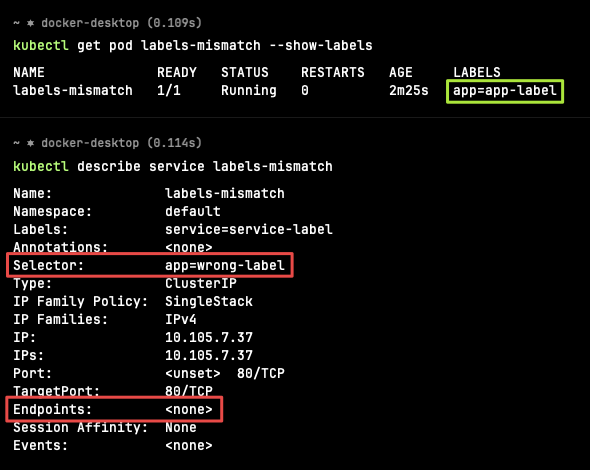 ~ ⎈ docker-desktop (0.109s)
kubectl get pod labels-mismatch --show-labels
NAME READY STATUS RESTARTS AGE LABELS
labels-mismatch 1/1 Running 0 2m25s app=app-label
~ ⎈ docker-desktop (0.114s)
kubectl describe service labels-mismatch
Name: labels-mismatch
Namespace: default
Labels: service=service-label
Annotations: <none>
Selector: app=wrong-label
Type: ClusterIP
IP Family Policy: SingleStack
IP Families: IPv4
IP: 10.105.7.37
IPs: 10.105.7.37
Port: <unset> 80/TCP
TargetPort: 80/TCP
Endpoints: <none>
Session Affinity: None
Events: <none>